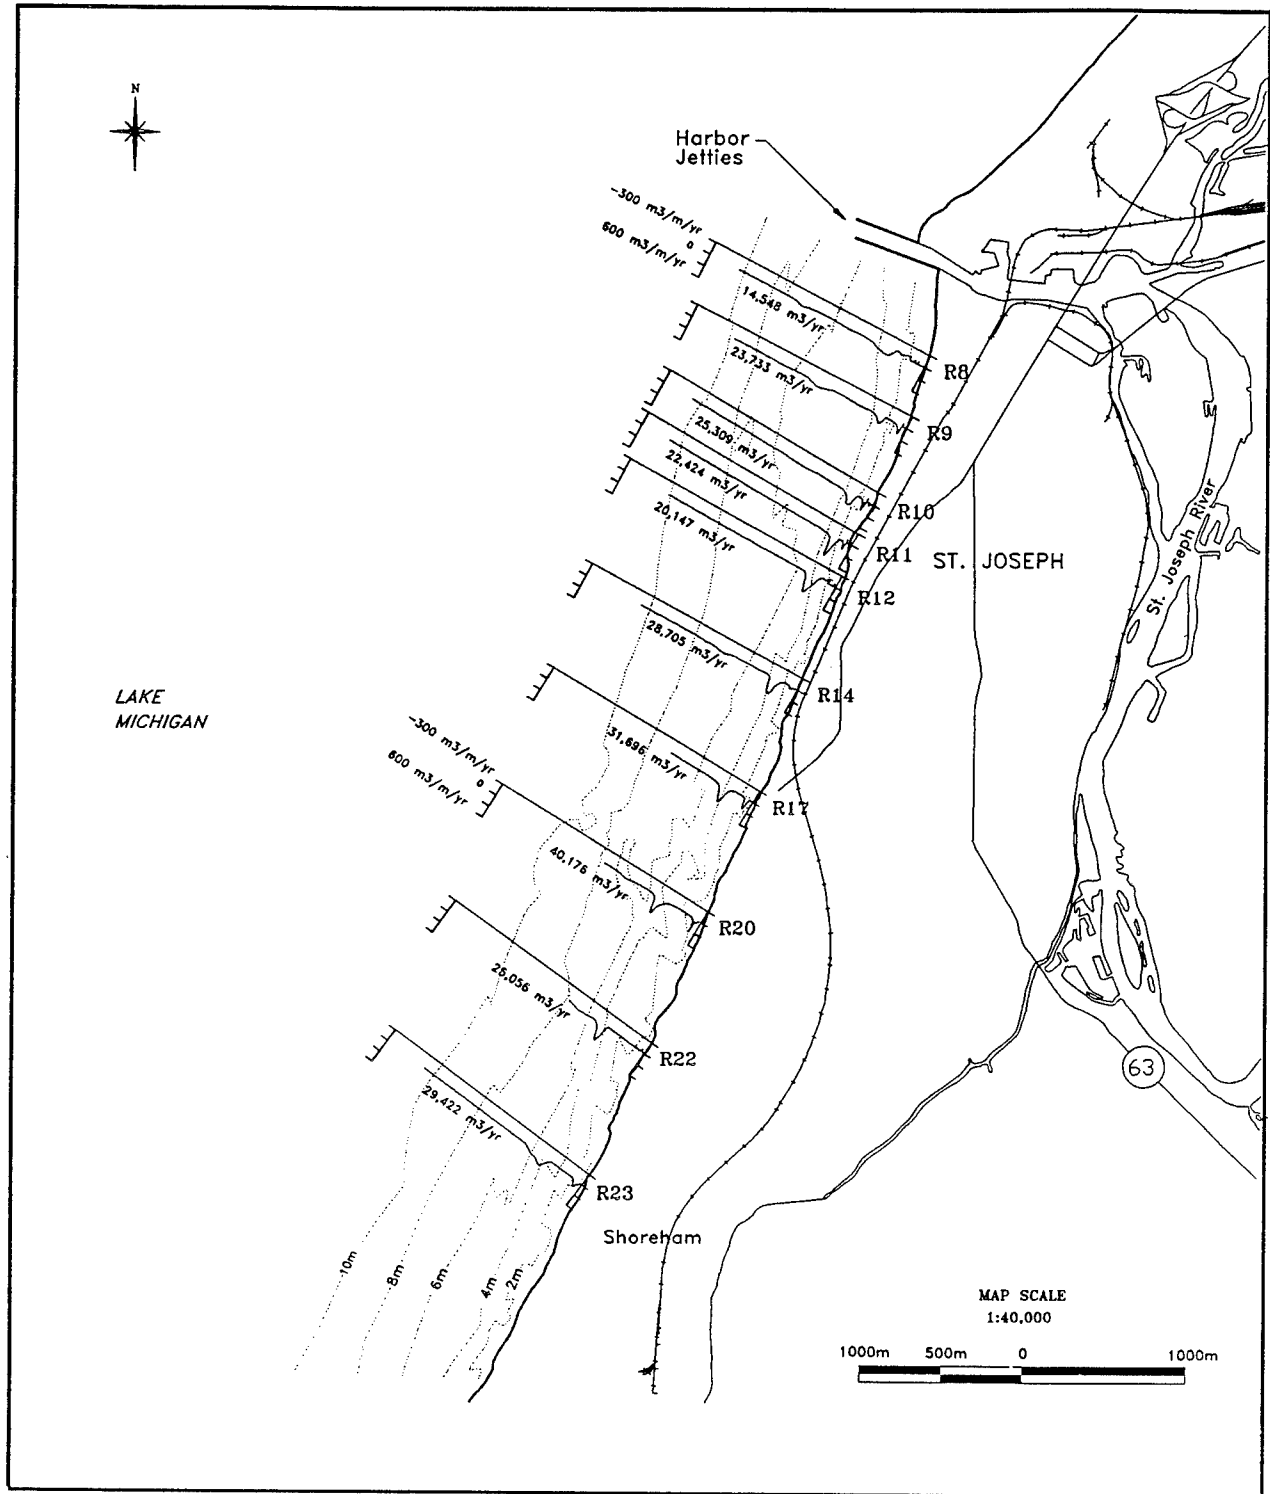 N
Harbor
Jetties
-300 m3/m/yr
0
600 m3/m/yr
14,548 m3/yr
R8
23,733 m3/yr
R9
25,309 m3/yr
R10
22,424 m3/yr
R11
ST. JOSEPH
St. Joseph River
20,147 m3/yr
R12
28,705 m3/yr
R14
LAKE
MICHIGAN
31,696 m3/yr
R17
-300 m3/m/yr
0
600 m3/m/yr
40,176 m3/yr
R20
26,056 m3/yr
R22
63
29,422 m3/yr
R23
Shoreham
10m
8m
6m
4m
2m
MAP SCALE
1:40,000
1000m 500m 0 1000m